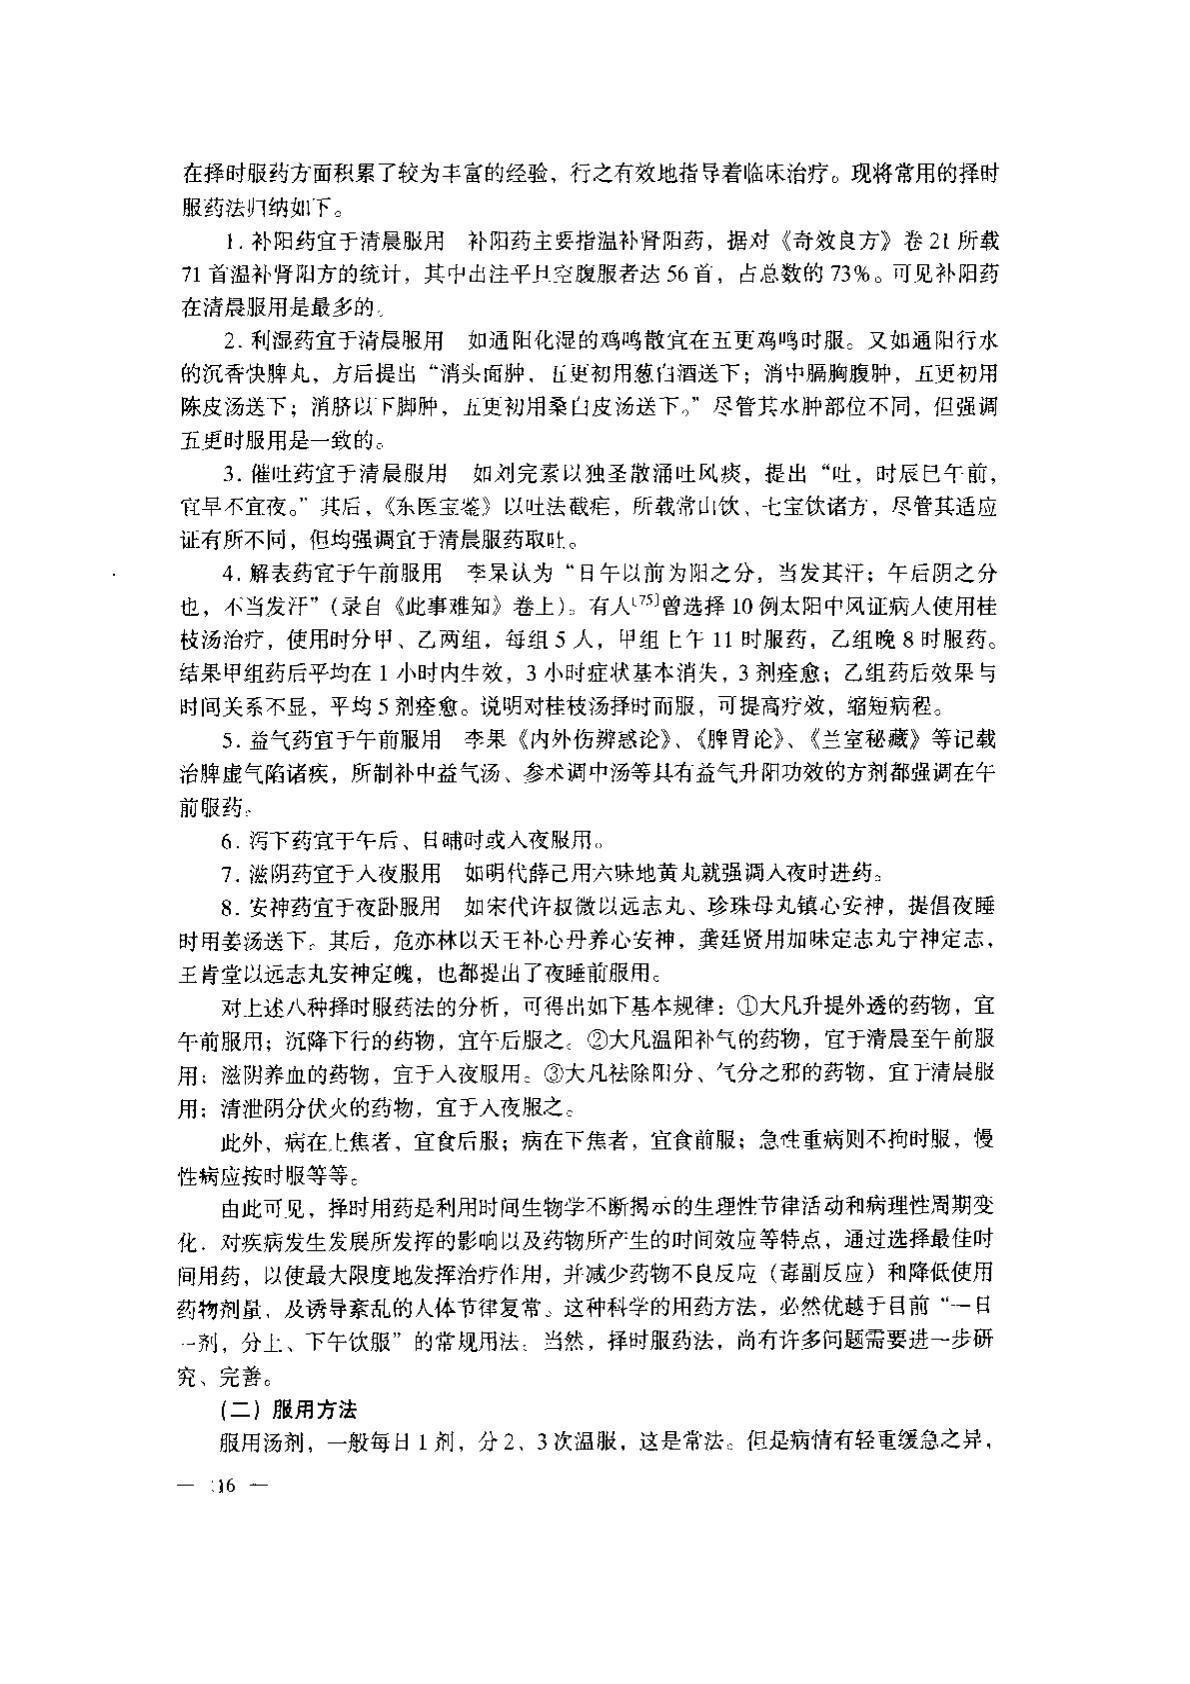 在择时服药方面积累了较为丰富的经验，行之有效地指导着临床治疗。现将常用的择时
服药法归纳如下。
1. 补阳药宜于清晨服用　补阳药主要指温补肾阳药，据对《奇效良方》卷 21 所载
71 首温补肾阳方的统计，其中出注平旦空腹服者达 56 首，占总数的 73%。可见补阳药
在清晨服用是最多的。
2. 利湿药宜于清晨服用　如通阳化湿的鸡鸣散宜在五更鸡鸣时服。又如通阳行水
的沉香快脾丸，方后提出“消头面肿，五更初用葱白酒送下；消中膈胸腹肿，五更初用
陈皮汤送下；消脐以下脚肿，五更初用桑白皮汤送下。”尽管其水肿部位不同，但强调
五更时服用是一致的。
3. 催吐药宜于清晨服用　如刘完素以独圣散涌吐风痰，提出“吐，时辰巳午前，
宜早不宜夜。”其后，《东医宝鉴》以吐法截疟，所载常山饮、七宝饮诸方，尽管其适应
证有所不同，但均强调宜于清晨服药取吐。
4. 解表药宜于午前服用　李杲认为“日午以前为阳之分，当发其汗；午后阴之分
也，不当发汗”（录自《此事难知》卷上）。有人[75]曾选择 10 例太阳中风证病人使用桂
枝汤治疗，使用时分甲、乙两组，每组 5 人，甲组上午 11 时服药，乙组晚 8 时服药。
结果甲组药后平均在 1 小时内生效，3 小时症状基本消失，3 剂痊愈；乙组药后效果与
时间关系不显，平均 5 剂痊愈。说明对桂枝汤择时而服，可提高疗效，缩短病程。
5. 益气药宜于午前服用　李果《内外伤辨惑论》、《脾胃论》、《兰室秘藏》等记载
治脾虚气陷诸疾，所制补中益气汤、参术调中汤等具有益气升阳功效的方剂都强调在午
前服药。
6. 泻下药宜于午后、日晡时或入夜服用。
7. 滋阴药宜于入夜服用　如明代薛己用六味地黄丸就强调入夜时进药。
8. 安神药宜于夜卧服用　如宋代许叔微以远志丸、珍珠母丸镇心安神，提倡夜睡
时用姜汤送下。其后，危亦林以天王补心丹养心安神，龚廷贤用加味定志丸宁神定志，
王肯堂以远志丸安神定魄，也都提出了夜睡前服用。
对上述八种择时服药法的分析，可得出如下基本规律：①大凡升提外透的药物，宜
午前服用；沉降下行的药物，宜午后服之。②大凡温阳补气的药物，宜于清晨至午前服
用；滋阴养血的药物，宜于入夜服用。③大凡祛除阳分、气分之邪的药物，宜于清晨服
用；清泄阴分伏火的药物，宜于入夜服之。
此外，病在上焦者，宜食后服；病在下焦者，宜食前服；急性重病则不拘时服，慢
性病应按时服等等。
由此可见，择时用药是利用时间生物学不断揭示的生理性节律活动和病理性周期变
化，对疾病发生发展所发挥的影响以及药物所产生的时间效应等特点，通过选择最佳时
间用药，以使最大限度地发挥治疗作用，并减少药物不良反应（毒副反应）和降低使用
药物剂量，及诱导紊乱的人体节律复常。这种科学的用药方法，必然优越于目前“一日
一剂，分上、下午饮服”的常规用法。当然，择时服药法，尚有许多问题需要进一步研
究、完善。
(二) 服用方法
服用汤剂，一般每日 1 剂，分 2、3 次温服，这是常法。但是病情有轻重缓急之异，